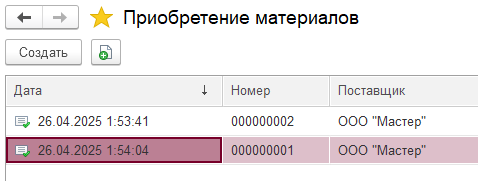 Приобретение материалов
Создать
Дата ↓ Номер Поставщик
26.04.2025 1:53:41 000000002 ООО "Мастер"
26.04.2025 1:54:04 000000001 ООО "Мастер"